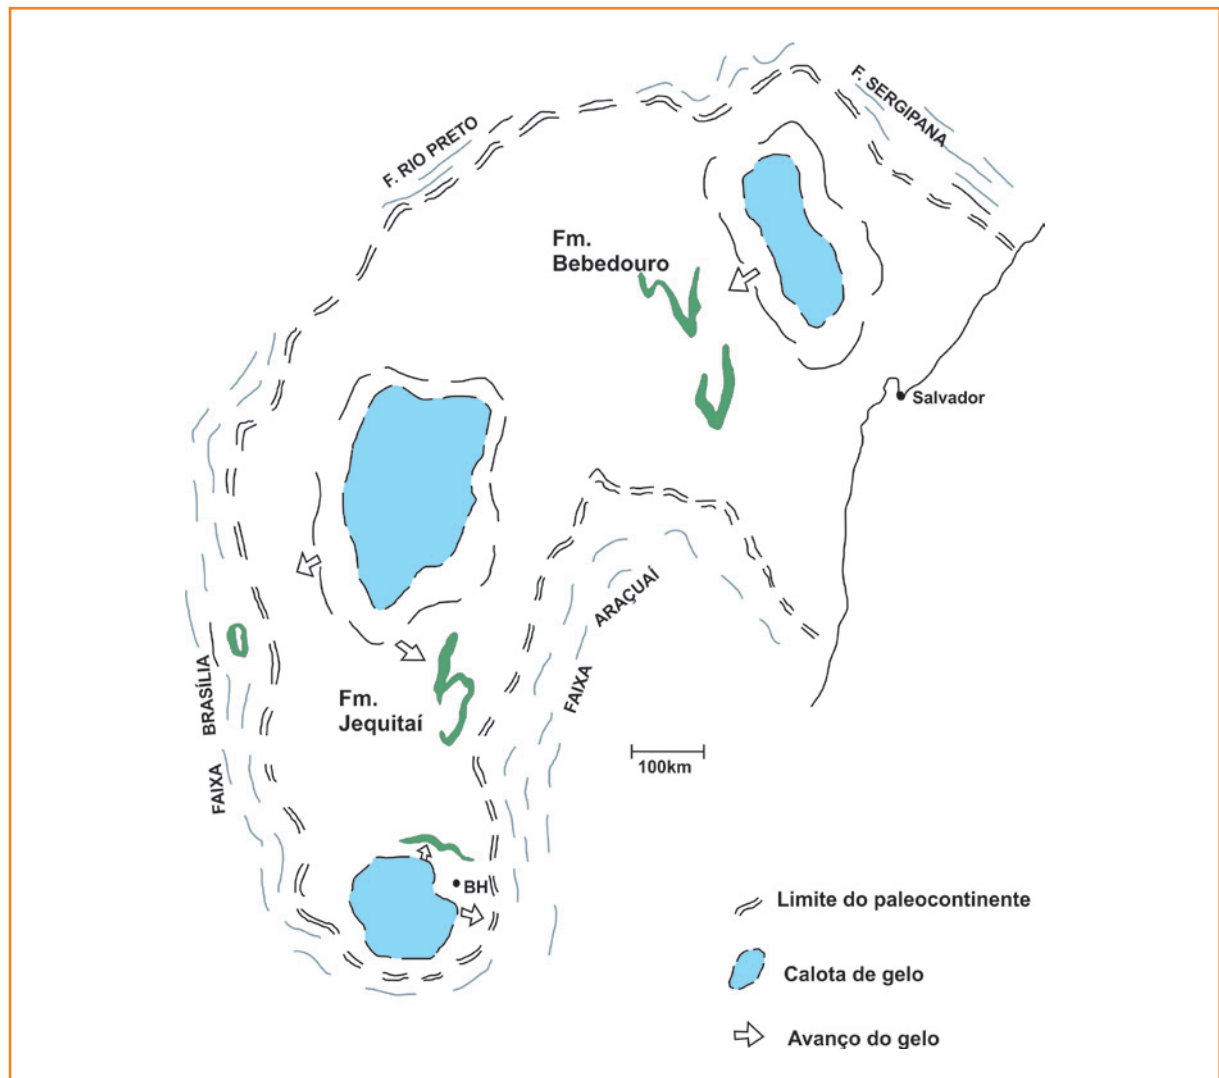 F. SERGIPANA
F. RIO PRETO
Fm.
Bebedouro
Salvador
ARAÇUAÍ
FAIXA
BRASÍLIA
FAIXA
Fm.
Jequitaí
100km
BH
Limite do paleocontinente
Calota de gelo
Avanço do gelo